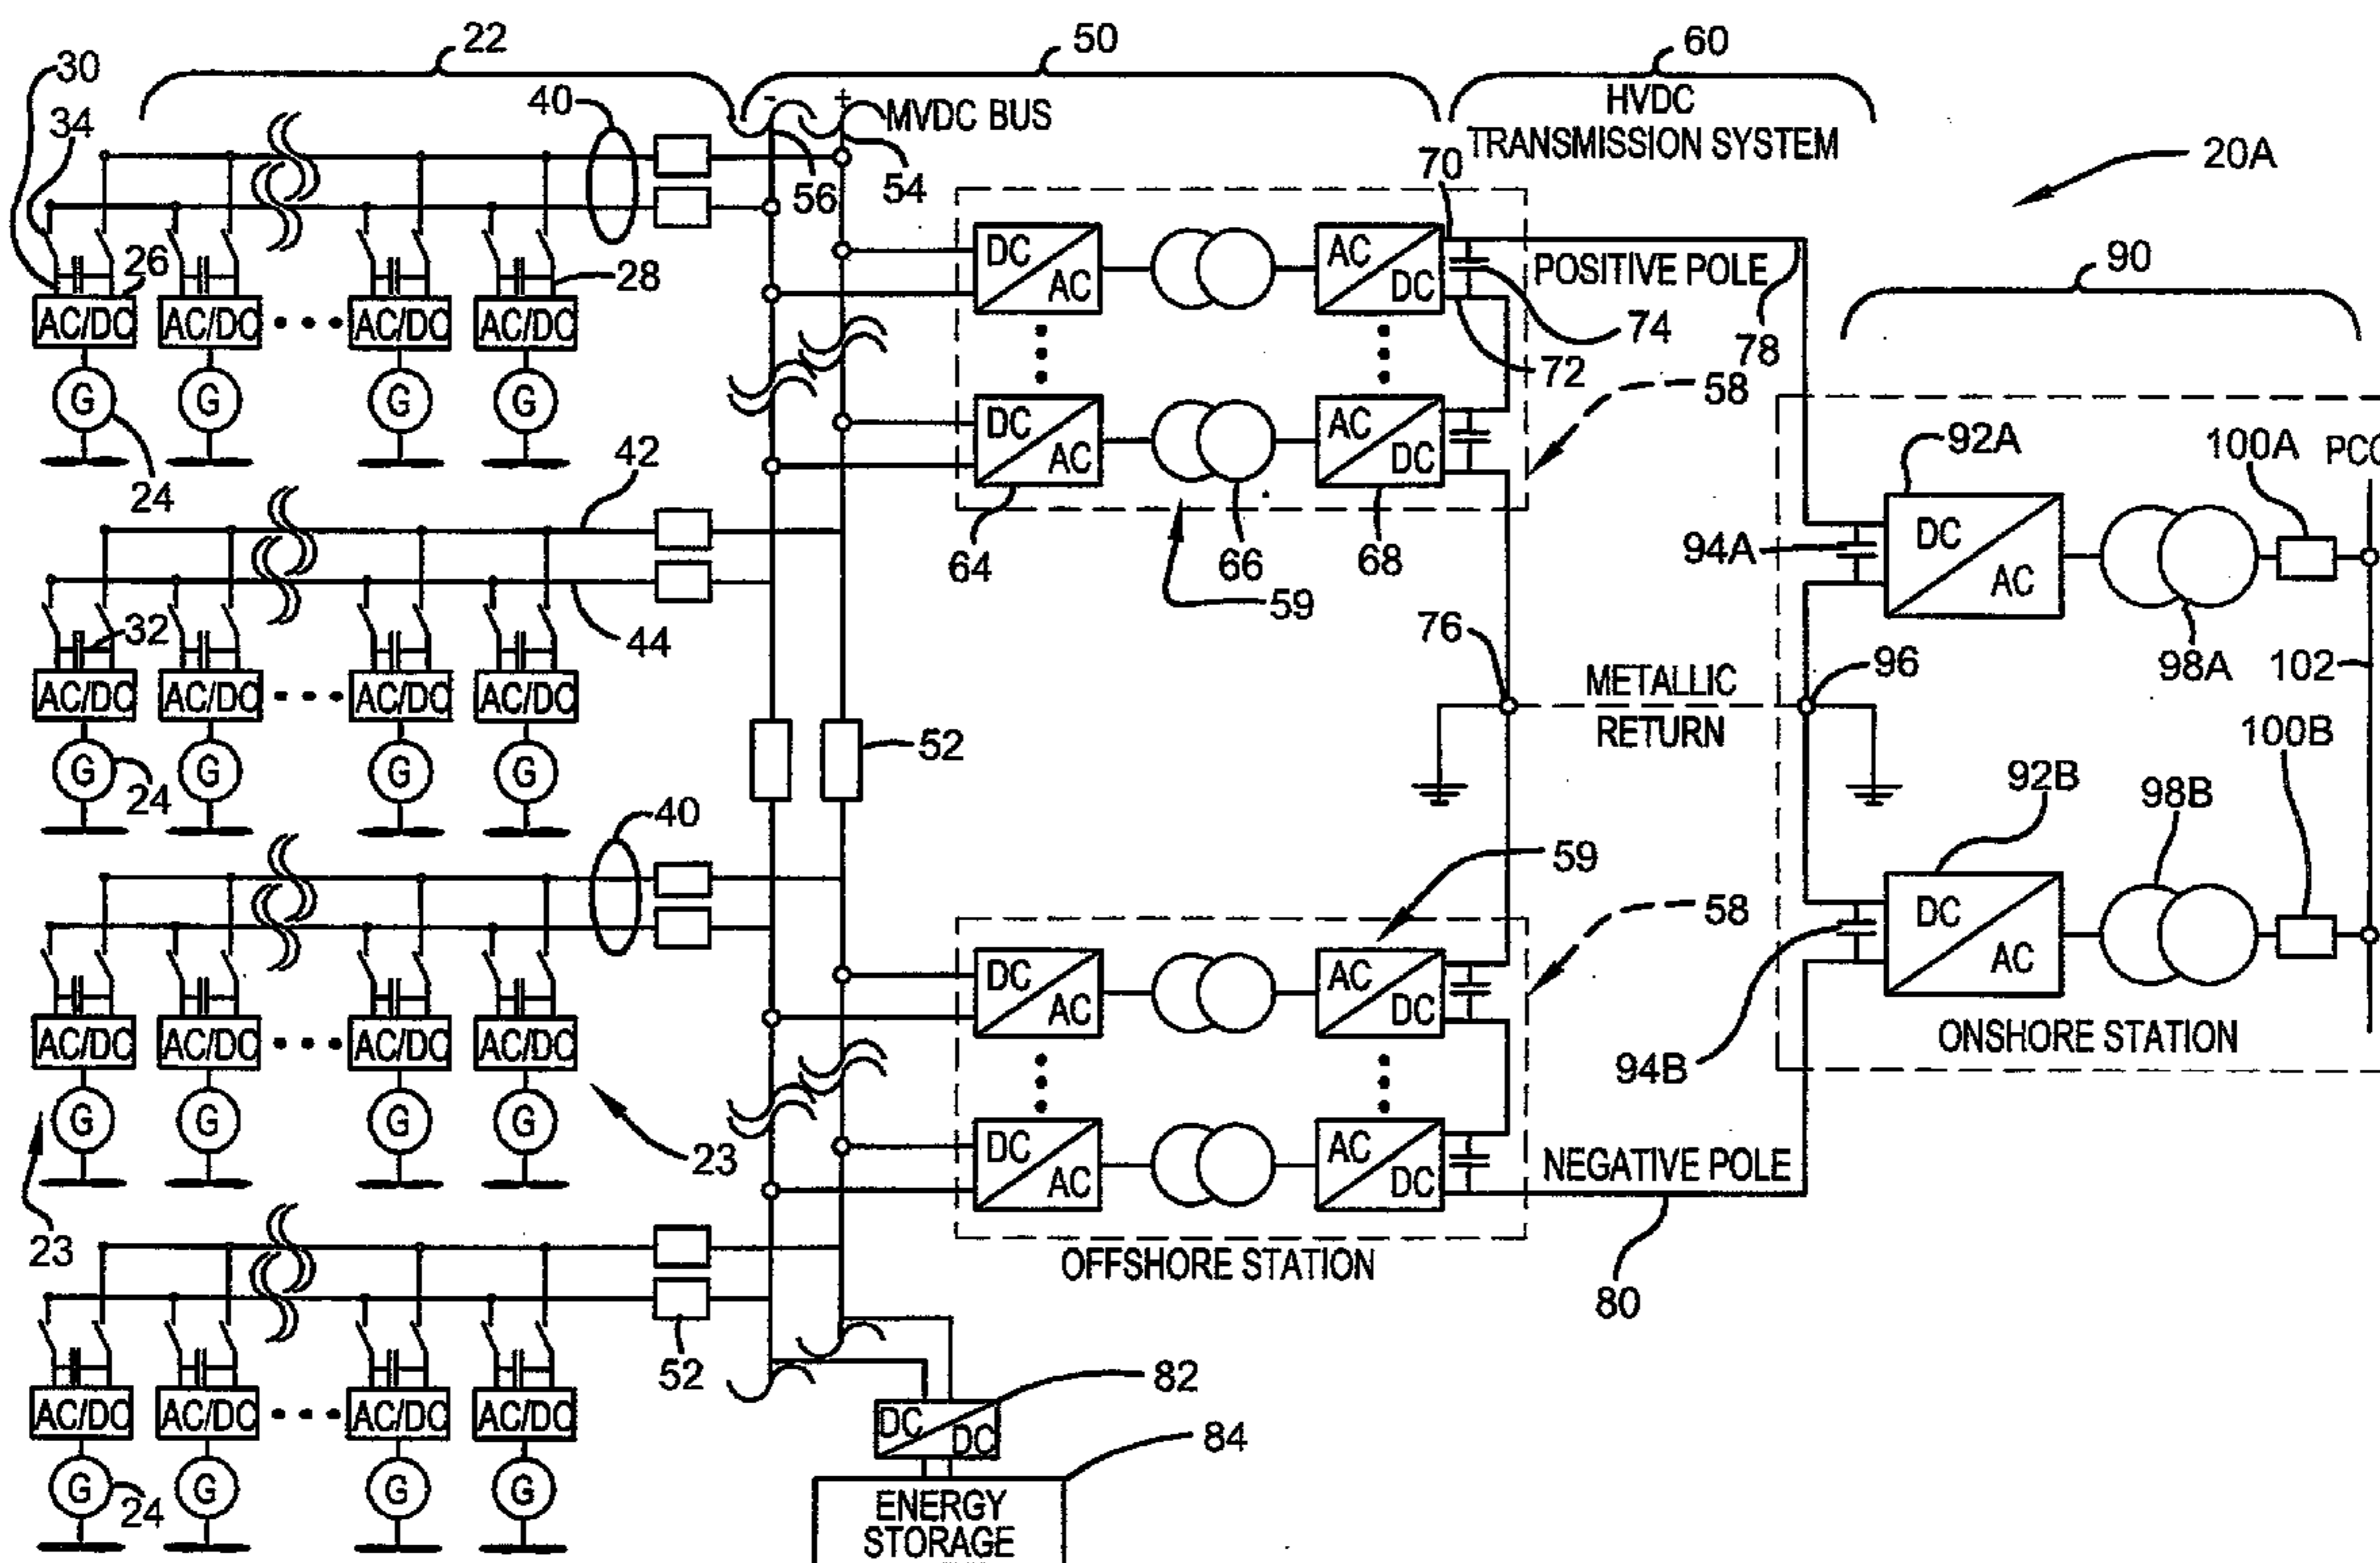 22
50
60
30
40
- +
MVDC BUS
HVDC
TRANSMISSION SYSTEM
34
56
54
70
20A
26
28
DC
AC
AC
DC
POSITIVE POLE
90
AC/DC
AC/DC
AC/DC
AC/DC
74
78
72
58
G
G
G
G
DC
AC
AC
DC
92A
100A
24
42
64
66
68
94A
DC
AC
59
32
44
76
96
98A
102
AC/DC
AC/DC
AC/DC
AC/DC
METALLIC
RETURN
52
100B
G
G
G
G
24
92B
98B
40
59
58
DC
AC
DC
AC
AC
DC
AC/DC
AC/DC
AC/DC
AC/DC
ONSHORE STATION
94B
G
G
G
G
23
DC
AC
AC
DC
NEGATIVE POLE
23
OFFSHORE STATION
80
52
82
AC/DC
AC/DC
AC/DC
AC/DC
DC
DC
84
G
G
G
G
24
ENERGY
STORAGE